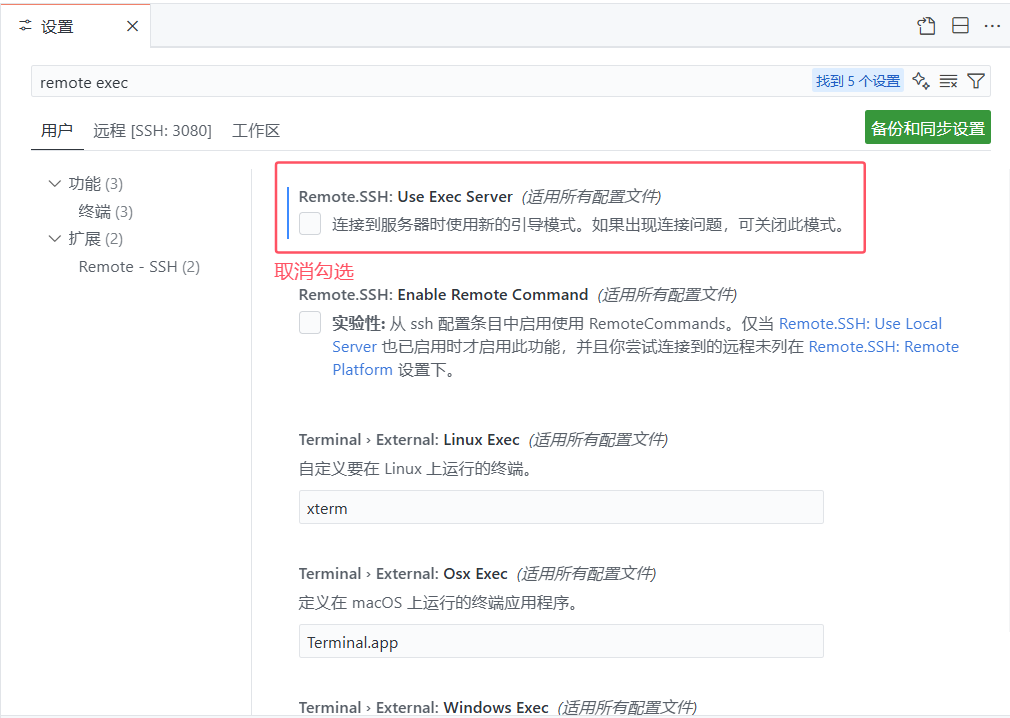 设置
remote exec
找到 5 个设置
用户 远程 [SSH: 3080] 工作区
备份和同步设置
功能 (3)
终端 (3)
扩展 (2)
Remote - SSH (2)
Remote.SSH: Use Exec Server (适用所有配置文件)
连接到服务器时使用新的引导模式。如果出现连接问题，可关闭此模式。
取消勾选
Remote.SSH: Enable Remote Command (适用所有配置文件)
实验性: 从 ssh 配置条目中启用使用 RemoteCommands。仅当 Remote.SSH: Use Local
Server 也已启用时才启用此功能，并且你尝试连接到的远程未列在 Remote.SSH: Remote
Platform 设置下。
Terminal › External: Linux Exec (适用所有配置文件)
自定义要在 Linux 上运行的终端。
xterm
Terminal › External: Osx Exec (适用所有配置文件)
定义在 macOS 上运行的终端应用程序。
Terminal.app
Terminal › External: Windows Exec (适用所有配置文件)